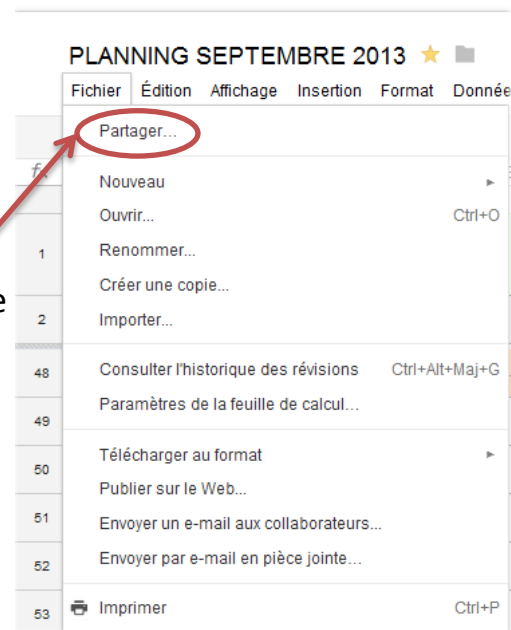 PLANNING SEPTEMBRE 2013
Fichier Édition Affichage Insertion Format Donnée
Partager...
fx
Nouveau
Ouvrir... Ctrl+O
1 Renommer...
Créer une copie...
e
2 Importer...
48 Consulter l'historique des révisions Ctrl+Alt+Maj+G
Paramètres de la feuille de calcul...
49
Télécharger au format
50
Publier sur le Web...
51 Envoyer un e-mail aux collaborateurs...
52 Envoyer par e-mail en pièce jointe...
53 Imprimer Ctrl+P